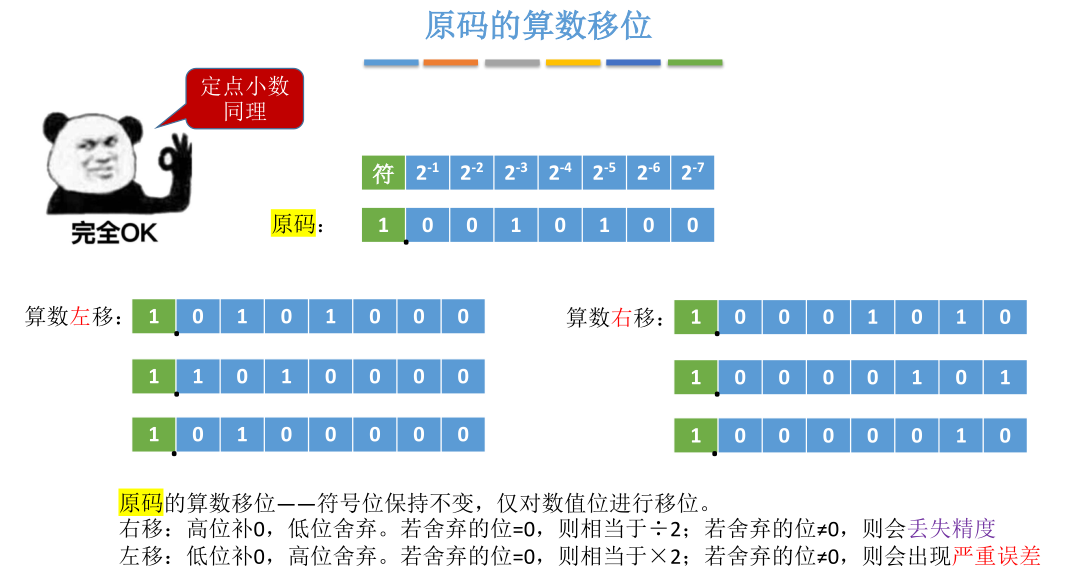 原码的算数移位
定点小数
同理
完全OK
符 2-1 2-2 2-3 2-4 2-5 2-6 2-7
原码： 1 0 0 1 0 1 0 0
算数左移： 1 0 1 0 1 0 0 0
1 1 0 1 0 0 0 0
1 0 1 0 0 0 0 0
算数右移： 1 0 0 0 1 0 1 0
1 0 0 0 0 1 0 1
1 0 0 0 0 0 1 0
原码的算数移位——符号位保持不变，仅对数值位进行移位。
右移：高位补0，低位舍弃。若舍弃的位=0，则相当于÷2；若舍弃的位≠0，则会丢失精度
左移：低位补0，高位舍弃。若舍弃的位=0，则相当于×2；若舍弃的位≠0，则会出现严重误差